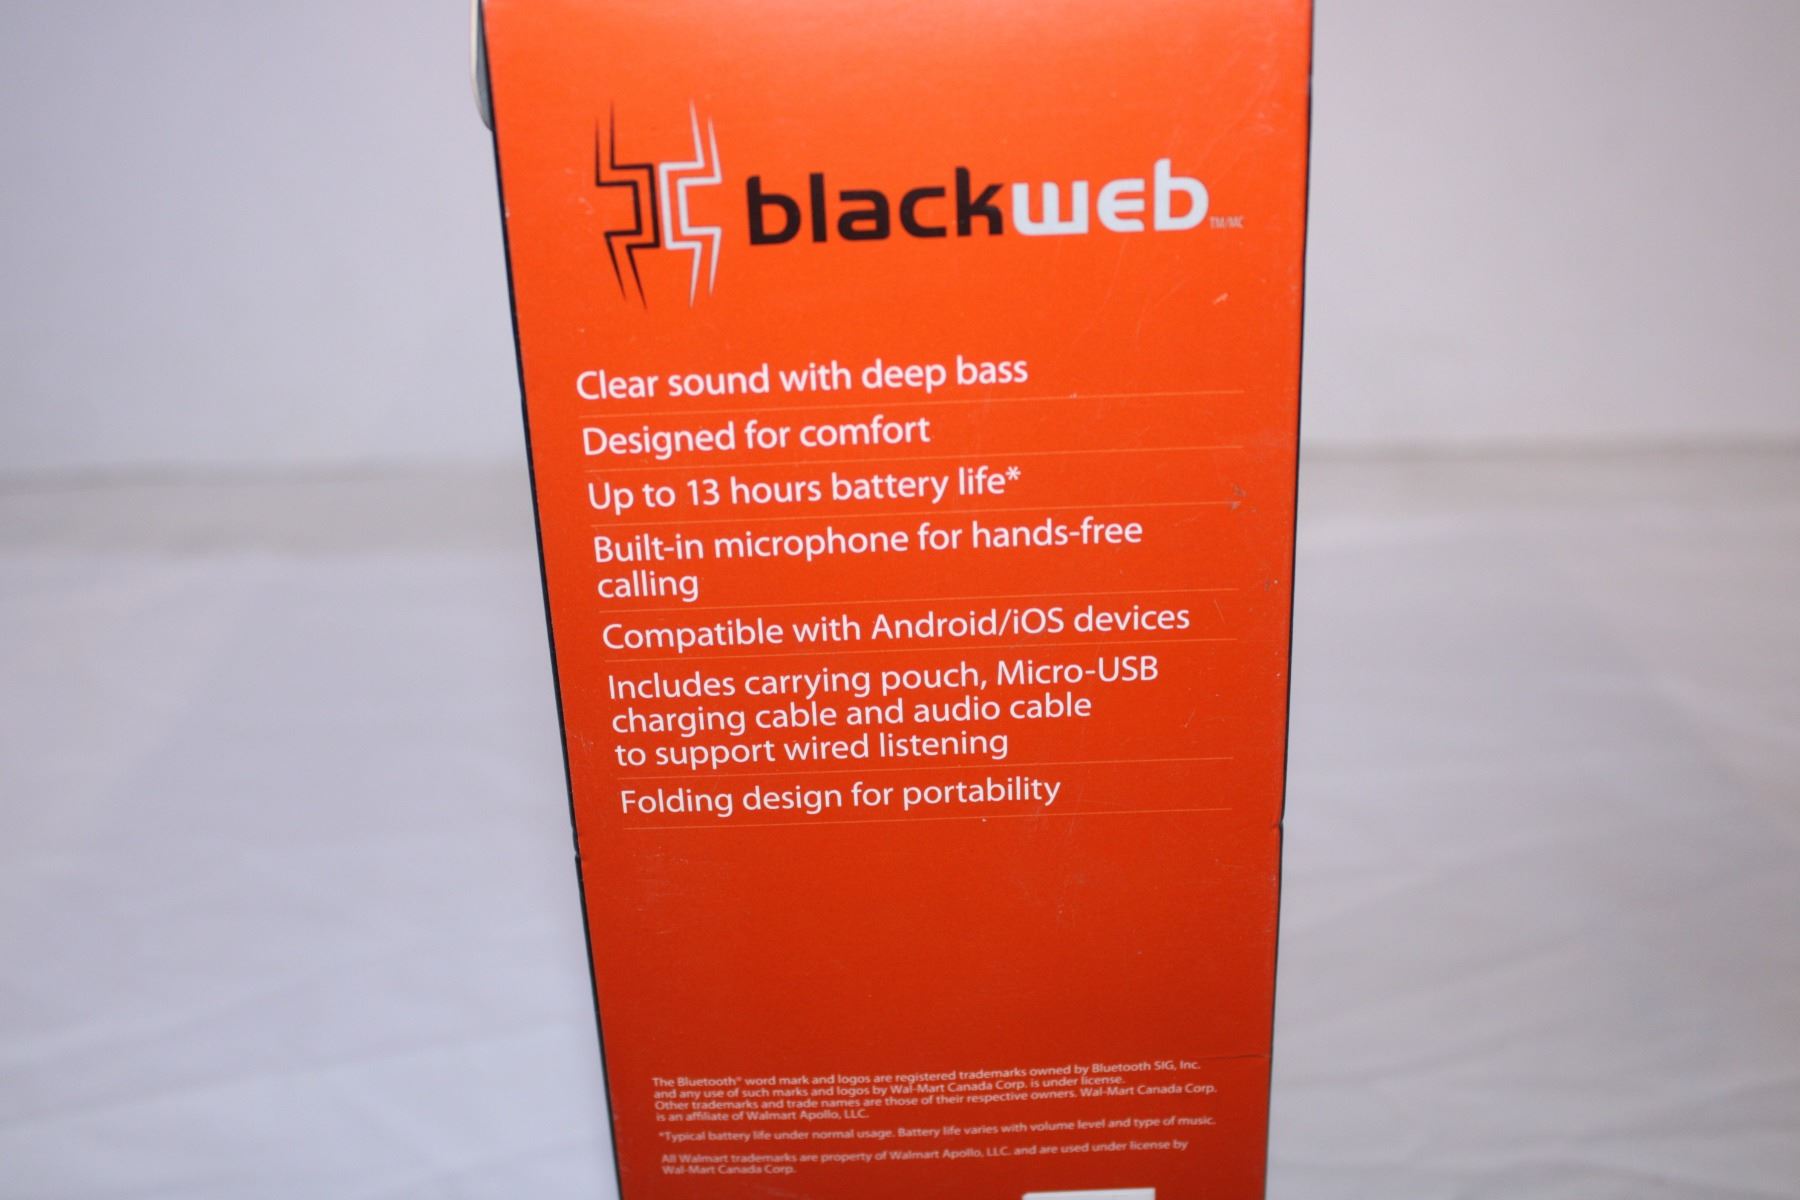 blackweb TM/MC
Clear sound with deep bass
Designed for comfort
Up to 13 hours battery life*
Built-in microphone for hands-free
calling
Compatible with Android/iOS devices
Includes carrying pouch, Micro-USB
charging cable and audio cable
to support wired listening
Folding design for portability
The Bluetooth® word mark and logos are registered trademarks owned by Bluetooth SIG, Inc.
and any use of such marks and logos by Wal-Mart Canada Corp. is under license.
Other trademarks and trade names are those of their respective owners. Wal-Mart Canada Corp.
is an affiliate of Walmart Apollo, LLC.
*Typical battery life under normal usage. Battery life varies with volume level and type of music.
All Walmart trademarks are property of Walmart Apollo, LLC. and are used under license by
Wal-Mart Canada Corp.